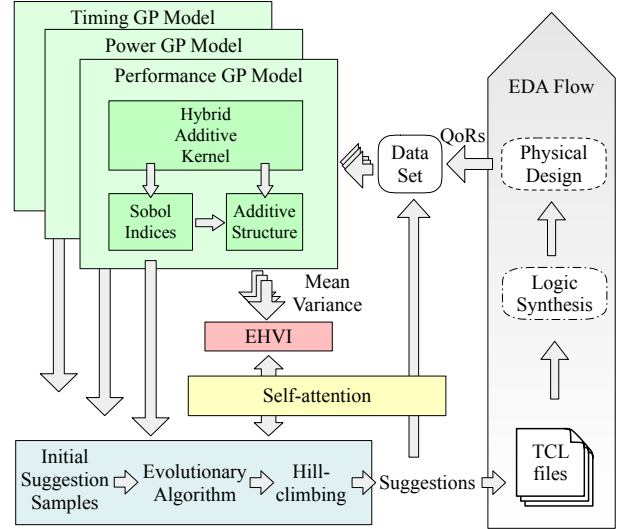 Timing GP Model
Power GP Model
Performance GP Model
Hybrid
Additive
Kernel
Sobol
Indices
Additive
Structure
Mean
Variance
EHVI
Self-attention
Initial
Suggestion
Samples
Evolutionary
Algorithm
Hill-
climbing
Suggestions
Data
Set
QoRs
EDA Flow
Physical
Design
Logic
Synthesis
TCL
files